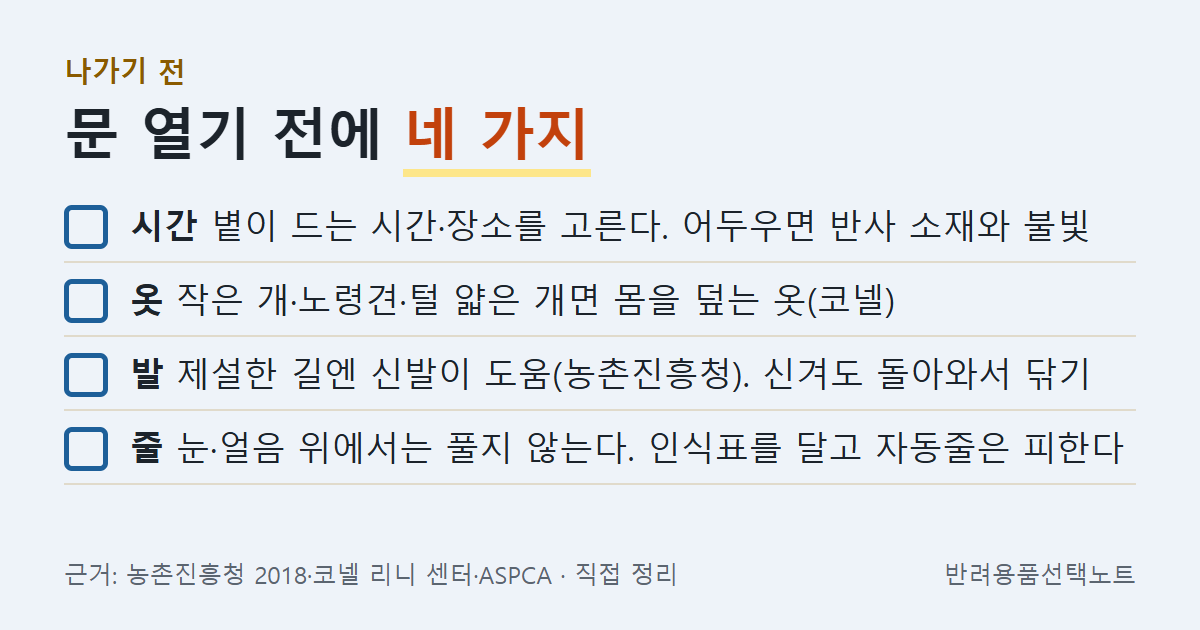 나가기 전
문 열기 전에 네 가지
시간 볕이 드는 시간·장소를 고른다. 어두우면 반사 소재와 불빛
옷 작은 개·노령견·털 얇은 개면 몸을 덮는 옷(코넬)
발 제설한 길엔 신발이 도움(농촌진흥청). 신겨도 돌아와서 닦기
줄 눈·얼음 위에서는 풀지 않는다. 인식표를 달고 자동줄은 피한다
근거: 농촌진흥청 2018·코넬 리니 센터·ASPCA · 직접 정리
반려용품선택노트